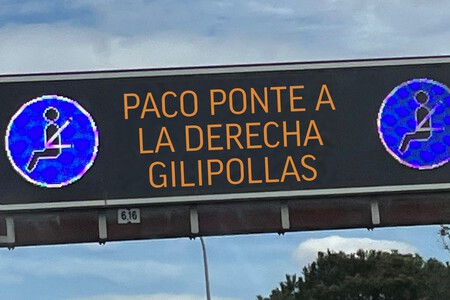 PACO PONTE A
LA DERECHA
GILIPOLLAS
6,16